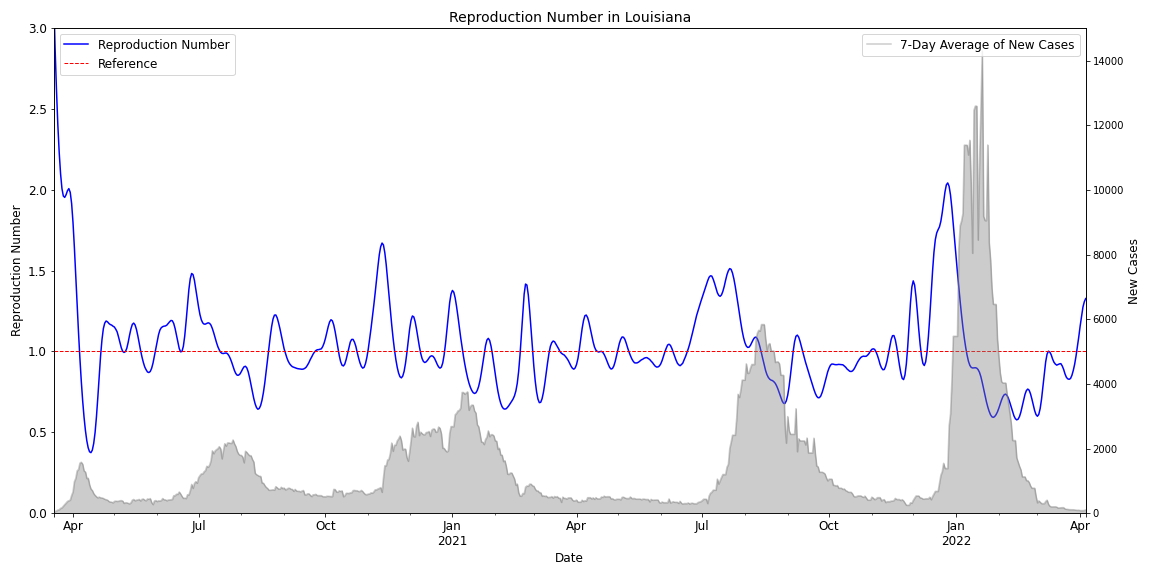 Reproduction Number in Louisiana
Reproduction Number
Reference
7-Day Average of New Cases
3.0
2.5
2.0
1.5
1.0
0.5
0.0
Reproduction Number
14000
12000
10000
8000
6000
4000
2000
0
New Cases
Apr Jul Oct Jan Apr Jul Oct Jan Apr
2021 2022
Date